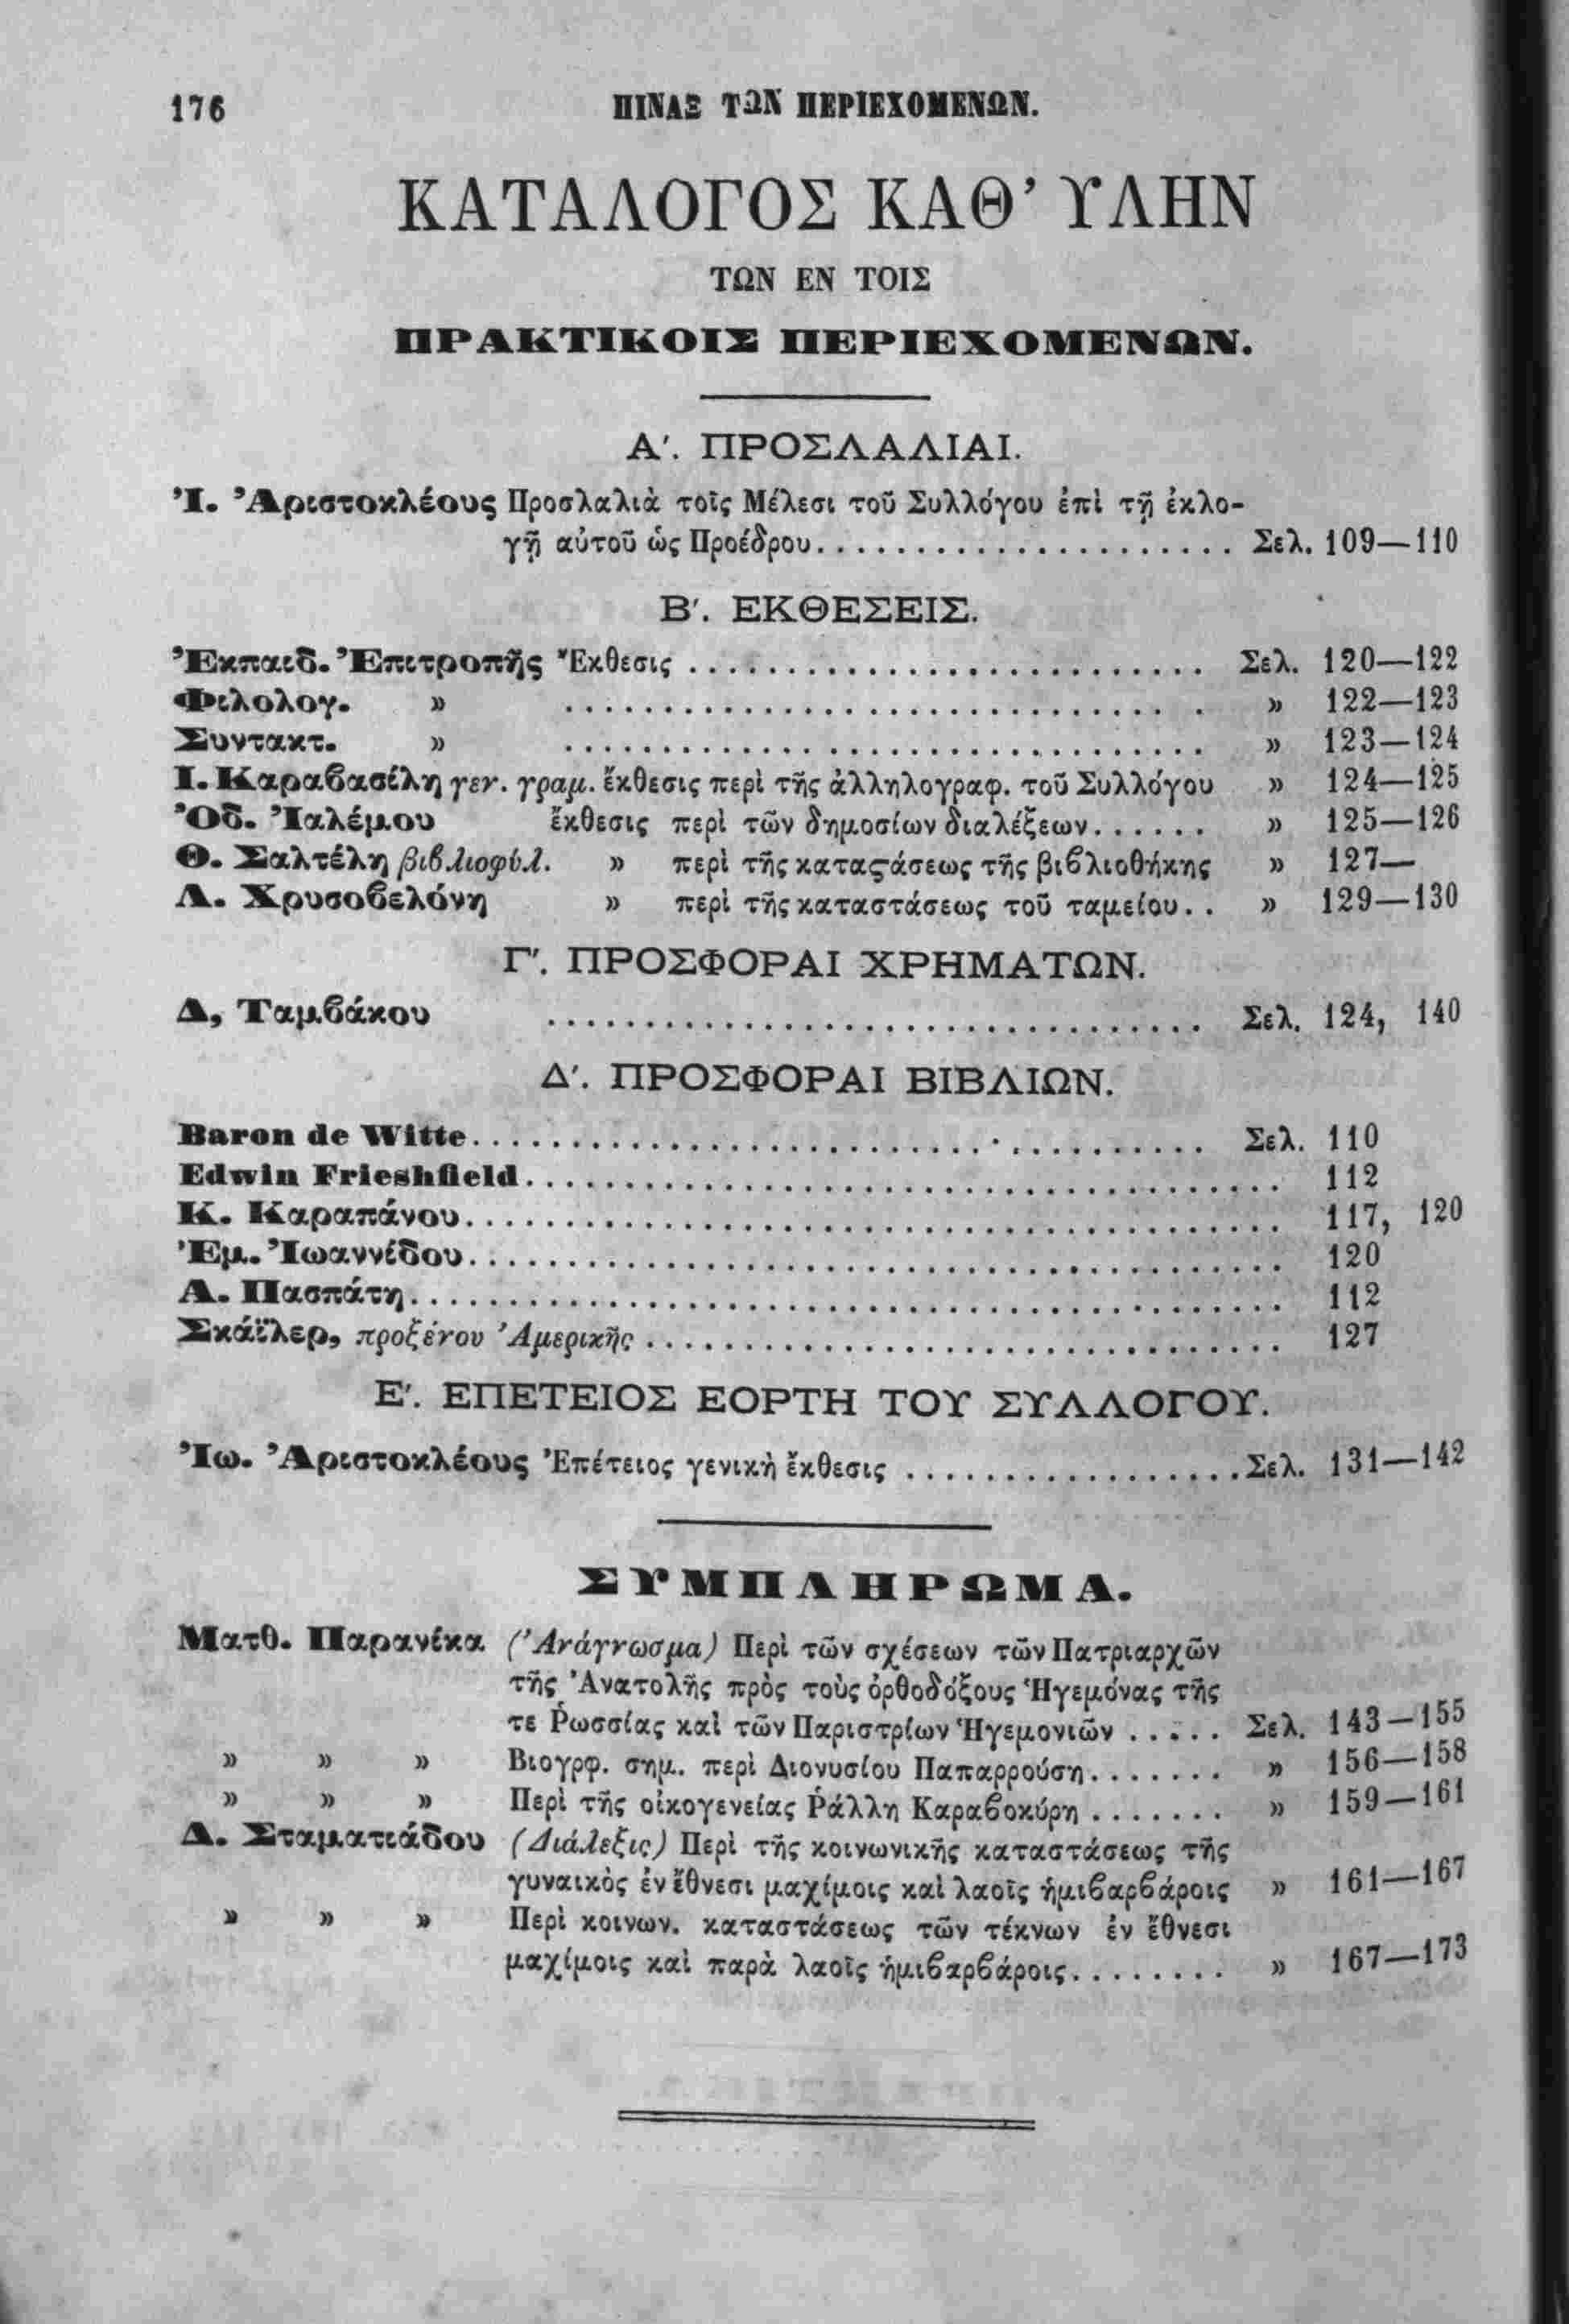 176 ΠΙΝΑΞ ΤΩΝ ΠΕΡΙΕΧΟΜΕΝΩΝ.
ΚΑΤΑΛΟΓΟΣ ΚΑΘ’ ΥΛΗΝ
ΤΩΝ ΕΝ ΤΟΙΣ
ΠΡΑΚΤΙΚΟΙΣ ΠΕΡΙΕΧΟΜΕΝΩΝ.
Α′. ΠΡΟΣΛΑΛΙΑΙ.
Ἰ. Ἀριστοκλέους Προσλαλιὰ τοῖς Μέλεσι τοῦ Συλλόγου ἐπὶ τῇ ἐκλο-
γῇ αὐτοῦ ὡς Προέδρου..................... Σελ. 109—110
Β′. ΕΚΘΕΣΕΙΣ.
Ἐκπαιδ. Ἐπιτροπῆς Ἔκθεσις .......................... Σελ. 120—122
Φιλολογ. » ................................ » 122—123
Συντακτ. » ................................ » 123—124
Ι. Καραβασίλη γεν. γραμ. ἔκθεσις περὶ τῆς ἀλληλογραφ. τοῦ Συλλόγου » 124—125
Ὀδ. Ἰαλέμου ἔκθεσις περὶ τῶν δημοσίων διαλέξεων...... » 125—126
Θ. Σαλτέλη βιβλιοφύλ. » περὶ τῆς καταϛάσεως τῆς βιβλιοθήκης » 127—
Λ. Χρυσοβελόνη » περὶ τῆς καταστάσεως τοῦ ταμείου.. » 129—130
Γ′. ΠΡΟΣΦΟΡΑΙ ΧΡΗΜΑΤΩΝ.
Δ, Ταμβάκου ................................. Σελ. 124, 140
Δ′. ΠΡΟΣΦΟΡΑΙ ΒΙΒΛΙΩΝ.
Baron de Witte..................................... Σελ. 110
Edwin Frieshfield...................................... 112
Κ. Καραπάνου......................................... 117, 120
Ἐμ. Ἰωαννίδου......................................... 120
Α. Πασπάτη............................................ 112
Σκάϊλερ, προξένου Ἀμερικῆς ................................ 127
Ε′. ΕΠΕΤΕΙΟΣ ΕΟΡΤΗ ΤΟΥ ΣΥΛΛΟΓΟΥ.
Ἰω. Ἀριστοκλέους Ἐπέτειος γενικὴ ἔκθεσις .................Σελ. 131—142
ΣΥΜΠΛΗΡΩΜΑ.
Ματθ. Παρανίκα (Ἀνάγνωσμα) Περὶ τῶν σχέσεων τῶν Πατριαρχῶν
τῆς Ἀνατολῆς πρὸς τοὺς ὀρθοδόξους Ἡγεμόνας τῆς
τε Ῥωσσίας καὶ τῶν Παριστρίων Ἡγεμονιῶν ..... Σελ. 143—155
» » » Βιογρφ. σημ. περὶ Διονυσίου Παπαρρούση....... » 156—158
» » » Περὶ τῆς οἰκογενείας Ῥάλλη Καραβοκύρη ....... » 159—161
Δ. Σταματιάδου (Διάλεξις) Περὶ τῆς κοινωνικῆς καταστάσεως τῆς
γυναικὸς ἐν ἔθνεσι μαχίμοις καὶ λαοῖς ἡμιβαρβάροις » 161—167
» » » Περὶ κοινων. καταστάσεως τῶν τέκνων ἐν ἔθνεσι
μαχίμοις καὶ παρὰ λαοῖς ἡμιβαρβάροις........ » 167—173